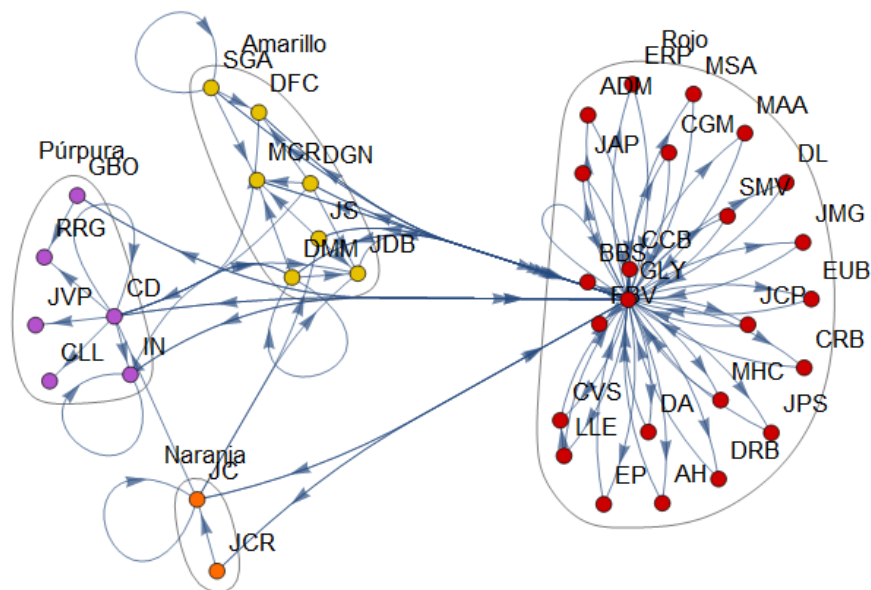 Amarillo
SGA
DFC
MCR
DGN
JS
DMM
JDB
Púrpura
GBO
RRG
CD
JVP
IN
CLL
Naranja
JC
JCR
Rojo
ERP
MSA
ADM
MAA
CGM
JAP
DL
SMV
JMG
BBS
CCB
GLY
EUB
FBV
JCP
CRB
MHC
CVS
DA
JPS
LLE
DRB
EP
AH